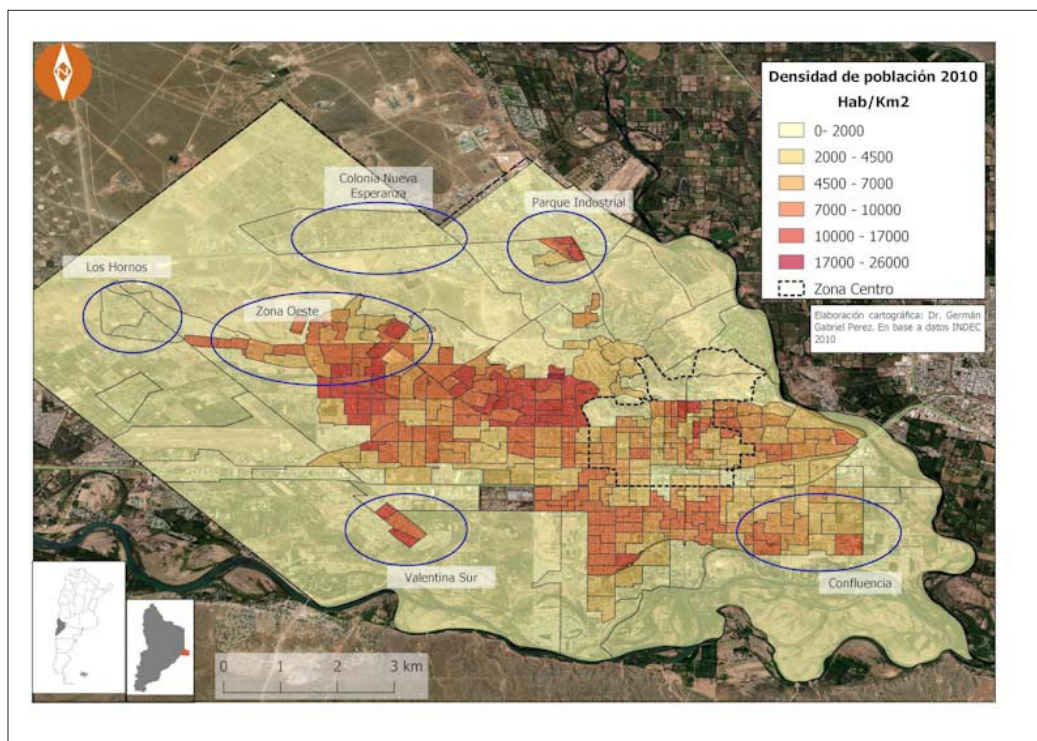 N
Densidad de población 2010
Hab/Km2
0- 2000
2000 - 4500
4500 - 7000
7000 - 10000
10000 - 17000
17000 - 26000
Zona Centro
Elaboración cartográfica: Dr. Germán
Gabriel Perez. En base a datos INDEC
2010
Colonia Nueva
Esperanza
Parque Industrial
Los Hornos
Zona Oeste
Valentina Sur
Confluencia
0 1 2 3 km